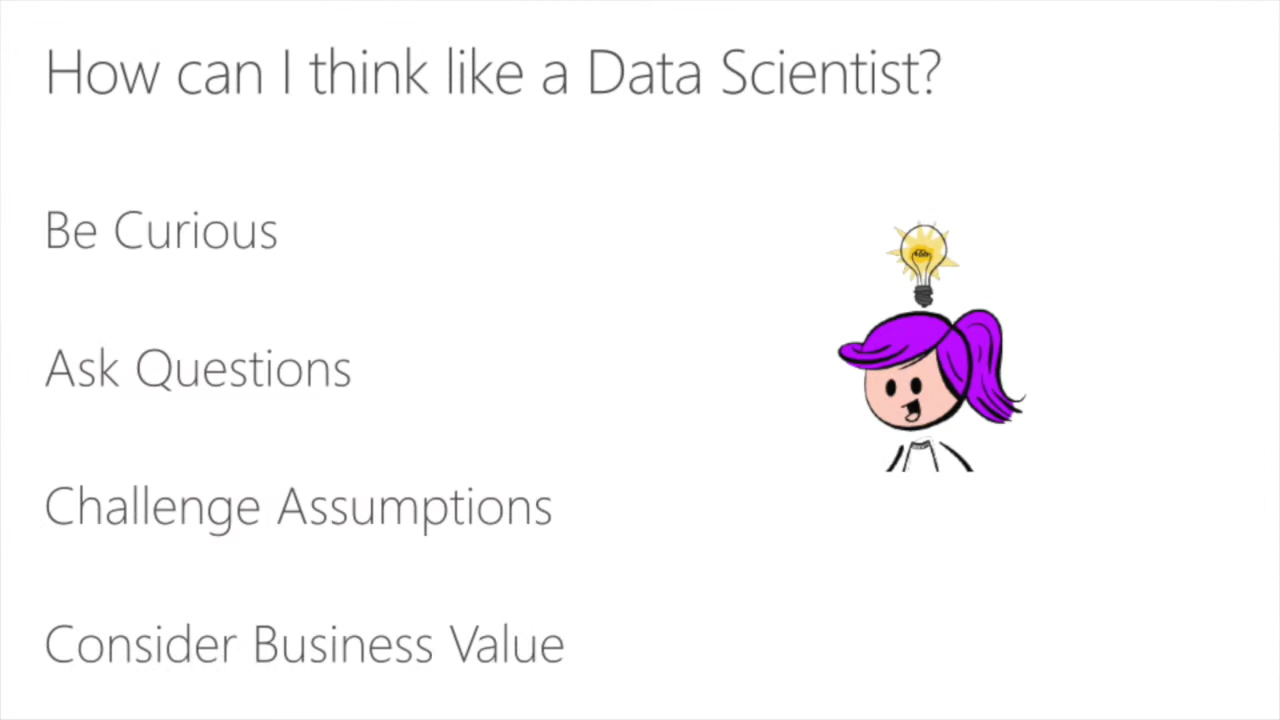 How can I think like a Data Scientist?
Be Curious
Ask Questions
Challenge Assumptions
Consider Business Value